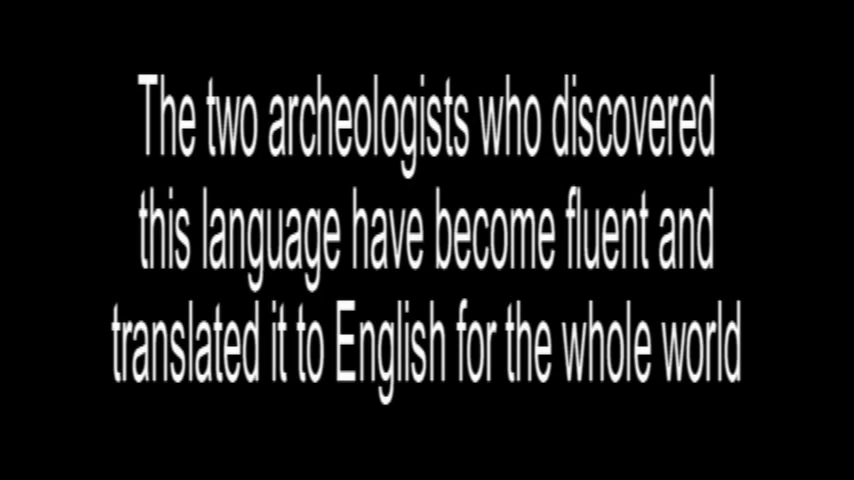 The two archeologists who discovered
this language have become fluent and
translated it to English for the whole world